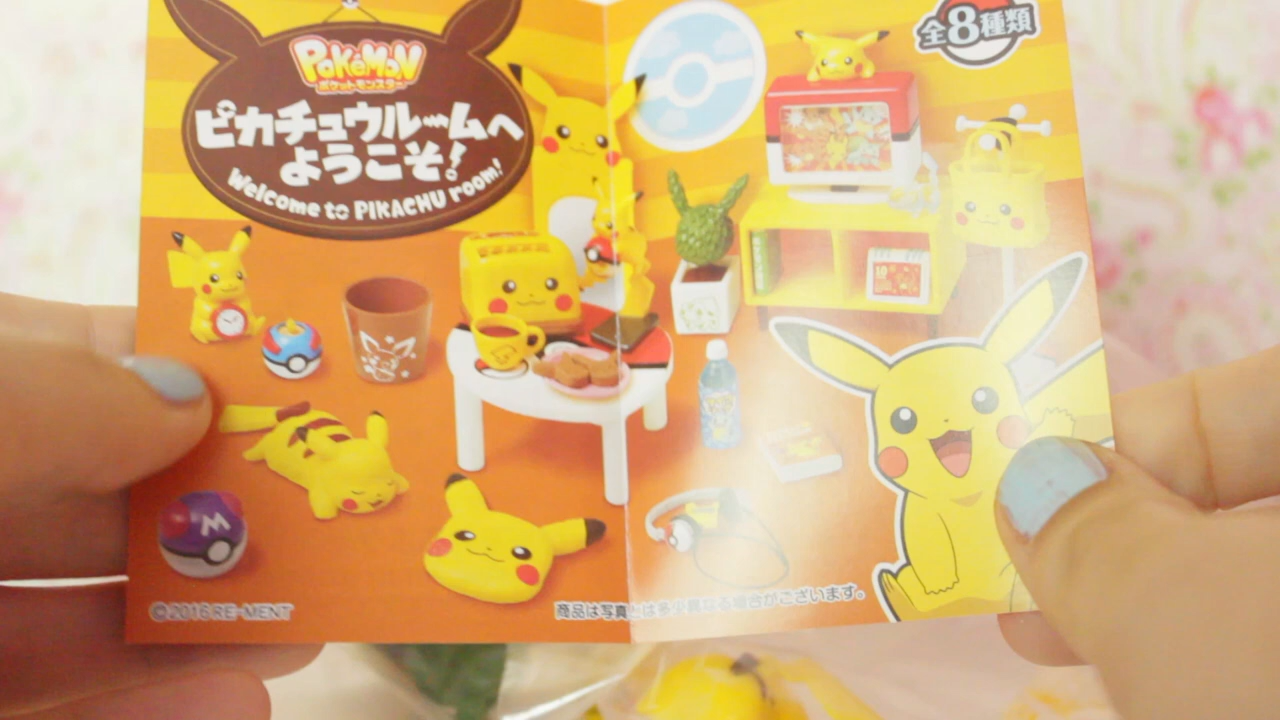 POKéMON
ポケットモンスター
ピカチュウルームへ
ようこそ!
Welcome to PIKACHU room!
全8種類
M
©2016 RE-MENT
商品は写真とは多少異なる場合がございます。